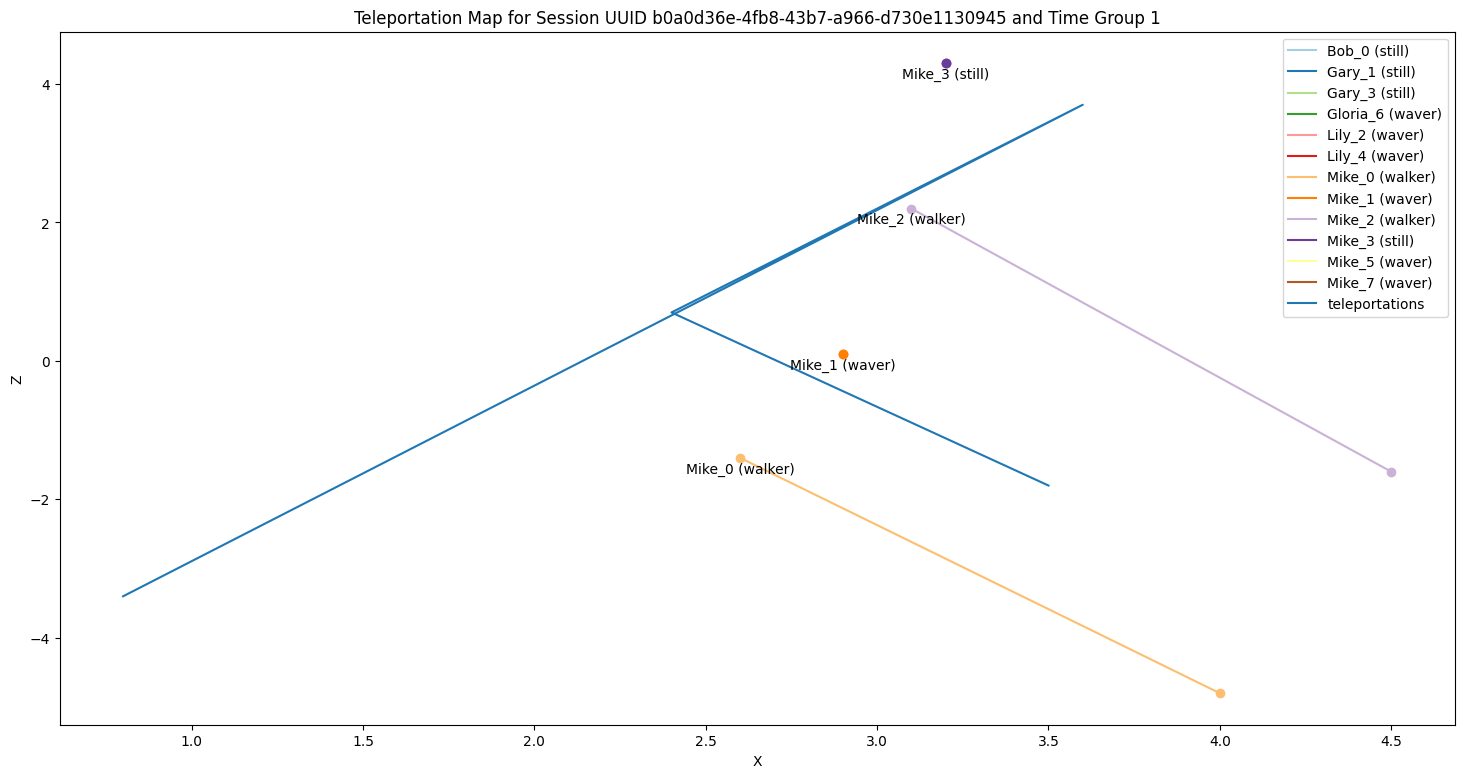 Teleportation Map for Session UUID b0a0d36e-4fb8-43b7-a966-d730e1130945 and Time Group 1
Bob_0 (still)
Gary_1 (still)
Gary_3 (still)
Gloria_6 (waver)
Lily_2 (waver)
Lily_4 (waver)
Mike_0 (walker)
Mike_1 (waver)
Mike_2 (walker)
Mike_3 (still)
Mike_5 (waver)
Mike_7 (waver)
teleportations
Mike_3 (still)
Mike_2 (walker)
Mike_1 (waver)
Mike_0 (walker)
4
2
0
−2
−4
Z
1.0 1.5 2.0 2.5 3.0 3.5 4.0 4.5
X